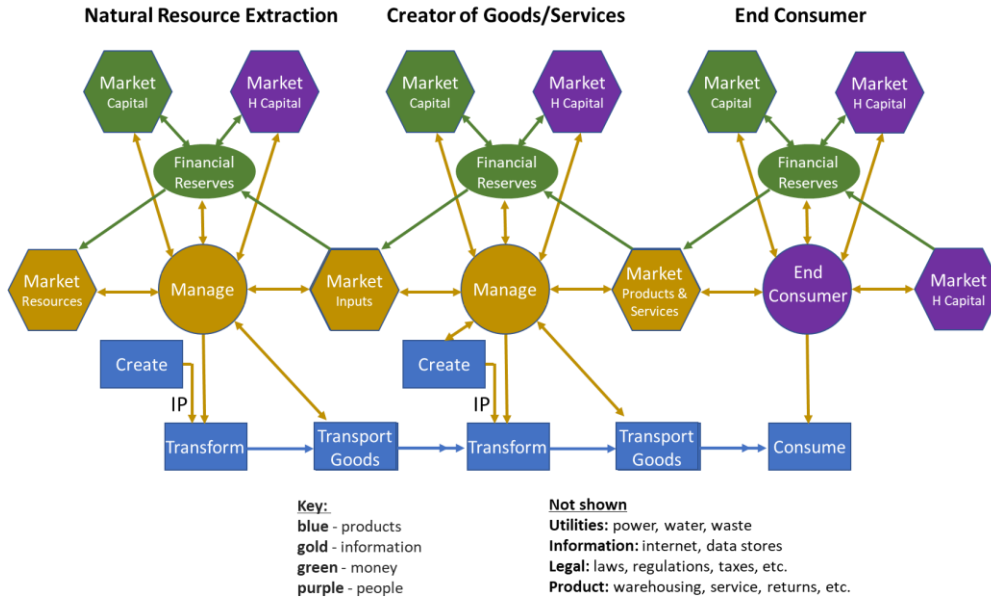 Natural Resource Extraction
Creator of Goods/Services
End Consumer
Market
Capital
Market
H Capital
Market
Capital
Market
H Capital
Market
Capital
Market
H Capital
Financial
Reserves
Financial
Reserves
Financial
Reserves
Market
Resources
Manage
Market
Inputs
Manage
Market
Products &
Services
End
Consumer
Market
H Capital
Create
IP
Create
IP
Transform
Transport
Goods
Transform
Transport
Goods
Consume
Key:
blue - products
gold - information
green - money
purple - people
Not shown
Utilities: power, water, waste
Information: internet, data stores
Legal: laws, regulations, taxes, etc.
Product: warehousing, service, returns, etc.